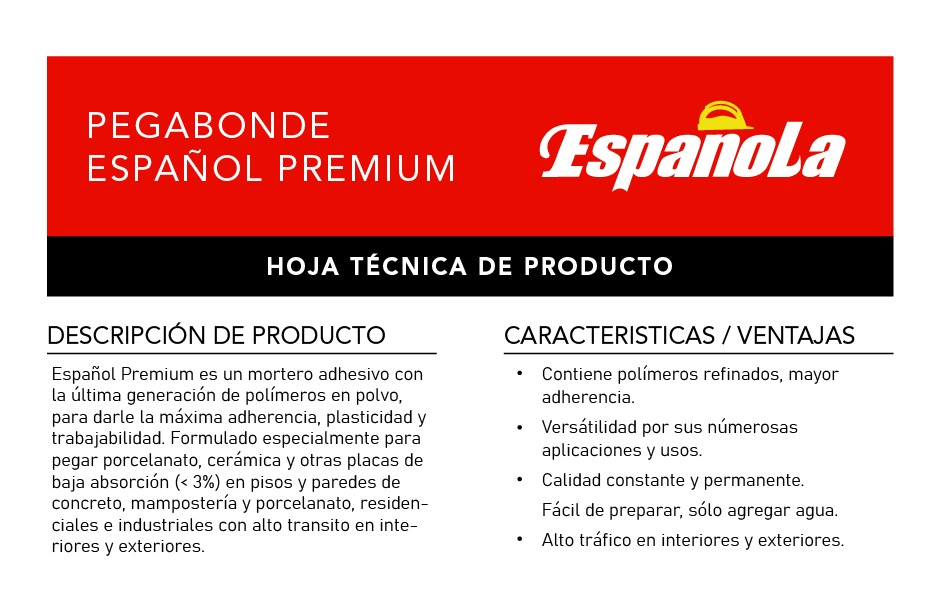 PEGABONDE
ESPAÑOL PREMIUM
Española
HOJA TÉCNICA DE PRODUCTO
DESCRIPCIÓN DE PRODUCTO
Español Premium es un mortero adhesivo con
la última generación de polímeros en polvo,
para darle la máxima adherencia, plasticidad y
trabajabilidad. Formulado especialmente para
pegar porcelanato, cerámica y otras placas de
baja absorción (< 3%) en pisos y paredes de
concreto, mampostería y porcelanato, residen-
ciales e industriales con alto transito en inte-
riores y exteriores.
CARACTERISTICAS / VENTAJAS
• Contiene polímeros refinados, mayor
adherencia.
• Versátilidad por sus númerosas
aplicaciones y usos.
• Calidad constante y permanente.
Fácil de preparar, sólo agregar agua.
• Alto tráfico en interiores y exteriores.